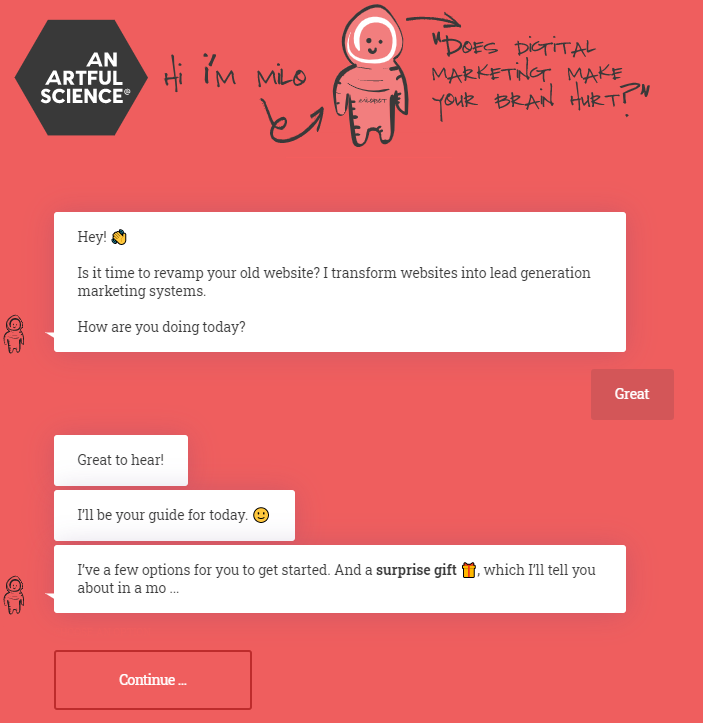 AN
ARTFUL
SCIENCE®
Hi i'm milo
"Does digital
marketing make
your brain hurt?"
Hey! 👋
Is it time to revamp your old website? I transform websites into lead generation
marketing systems.
How are you doing today?
Great
Great to hear!
I’ll be your guide for today. 🙂
I’ve a few options for you to get started. And a surprise gift 🎁, which I’ll tell you
about in a mo ...
Continue ...